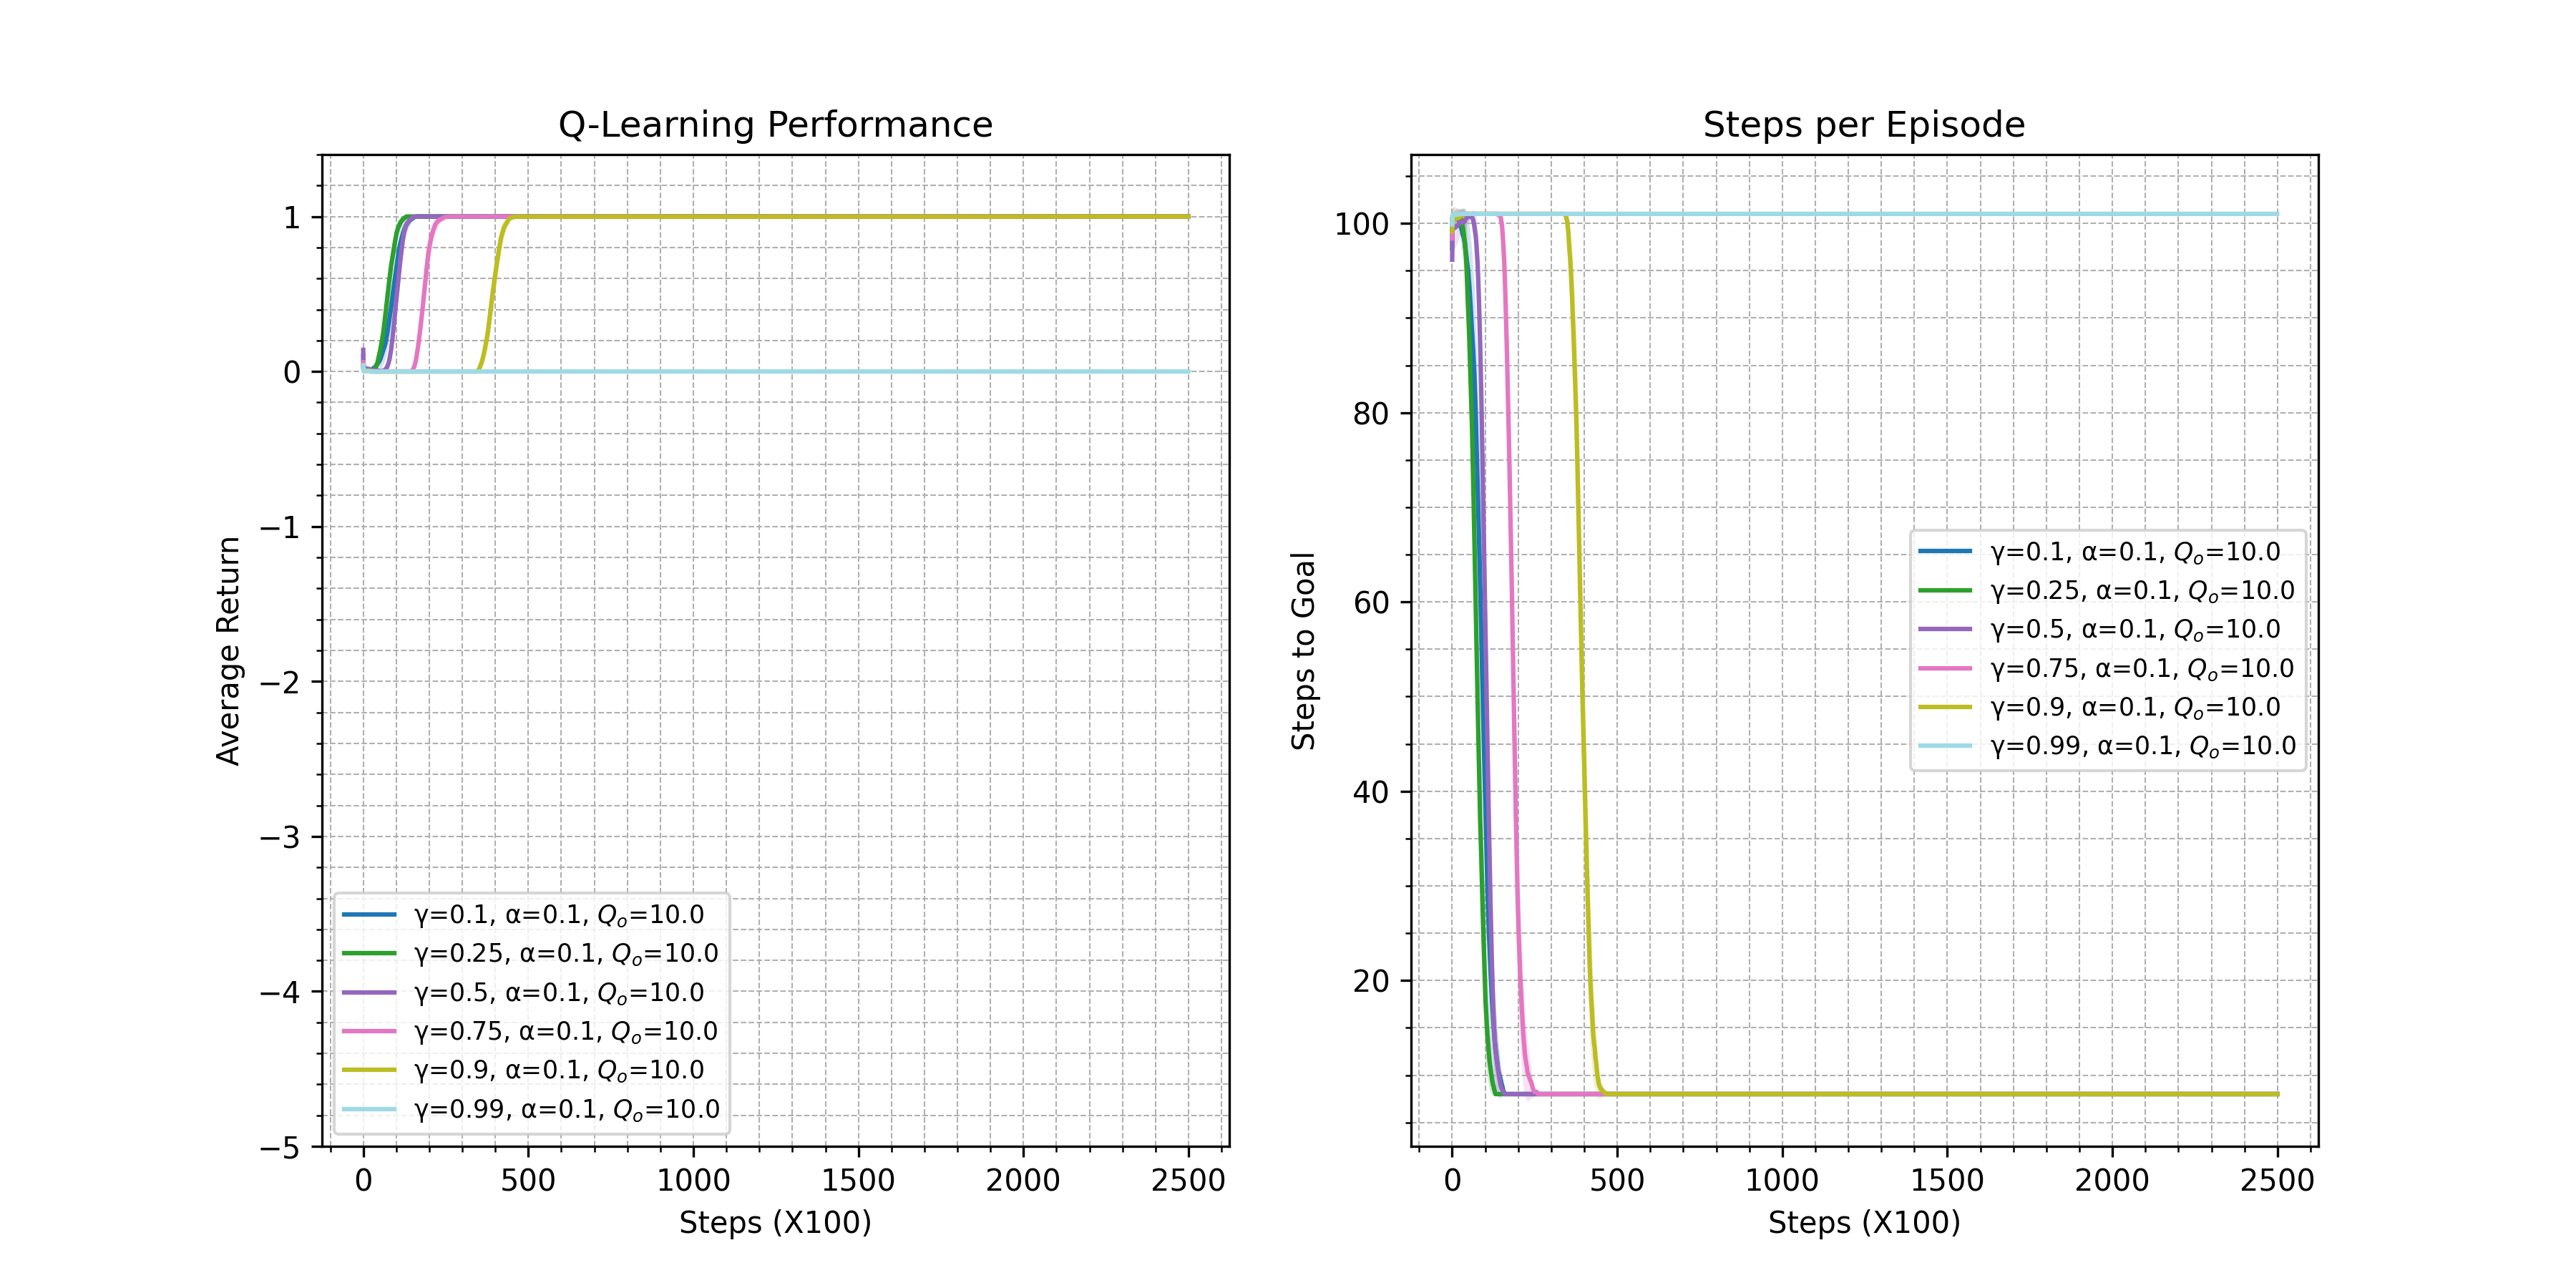 Q-Learning Performance
1
0
−1
−2
−3
−4
−5
Average Return
γ=0.1, α=0.1, Qₒ=10.0
γ=0.25, α=0.1, Qₒ=10.0
γ=0.5, α=0.1, Qₒ=10.0
γ=0.75, α=0.1, Qₒ=10.0
γ=0.9, α=0.1, Qₒ=10.0
γ=0.99, α=0.1, Qₒ=10.0
0 500 1000 1500 2000 2500
Steps (X100)
Steps per Episode
100
80
60
40
20
Steps to Goal
γ=0.1, α=0.1, Qₒ=10.0
γ=0.25, α=0.1, Qₒ=10.0
γ=0.5, α=0.1, Qₒ=10.0
γ=0.75, α=0.1, Qₒ=10.0
γ=0.9, α=0.1, Qₒ=10.0
γ=0.99, α=0.1, Qₒ=10.0
0 500 1000 1500 2000 2500
Steps (X100)